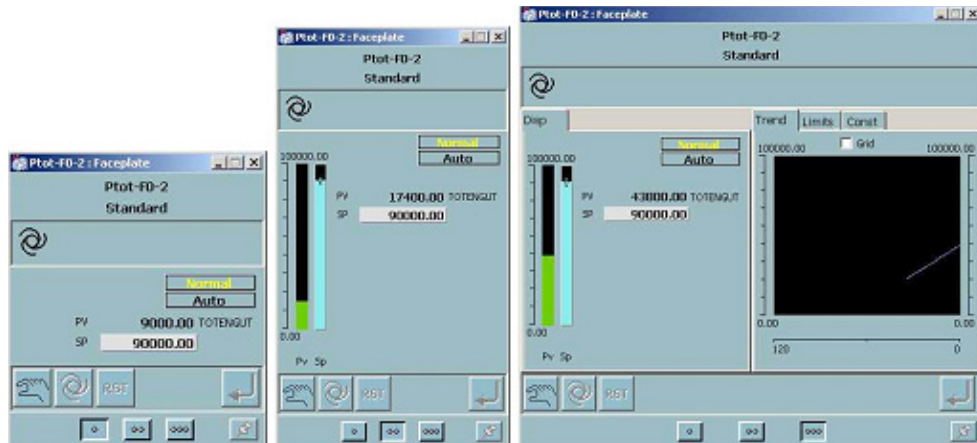 Ptot-F0-2 : Faceplate
Ptot-F0-2
Standard
Normal
Auto
PV 9000.00 TOTENGUT
SP 90000.00
RST
Ptot-F0-2 : Faceplate
Ptot-F0-2
Standard
Normal
Auto
100000.00
PV 17400.00 TOTENGUT
SP 90000.00
0.00
Pv Sp
RST
Ptot-F0-2 : Faceplate
Ptot-F0-2
Standard
Disp
Normal
Auto
100000.00
PV 43800.00 TOTENGUT
SP 90000.00
0.00
Pv Sp
Trend Limits Const
Grid
100000.00 100000.00
0.00 0.00
120 0
RST